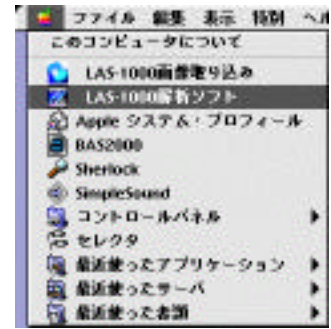 ファイル 編集 表示 特別 ヘル
このコンピュータについて
LAS-1000画像取り込み
LAS-1000解析ソフト
Apple システム・プロフィール
BAS2000
Sherlock
SimpleSound
コントロールパネル
セレクタ
最近使ったアプリケーション
最近使ったサーバ
最近使った書類